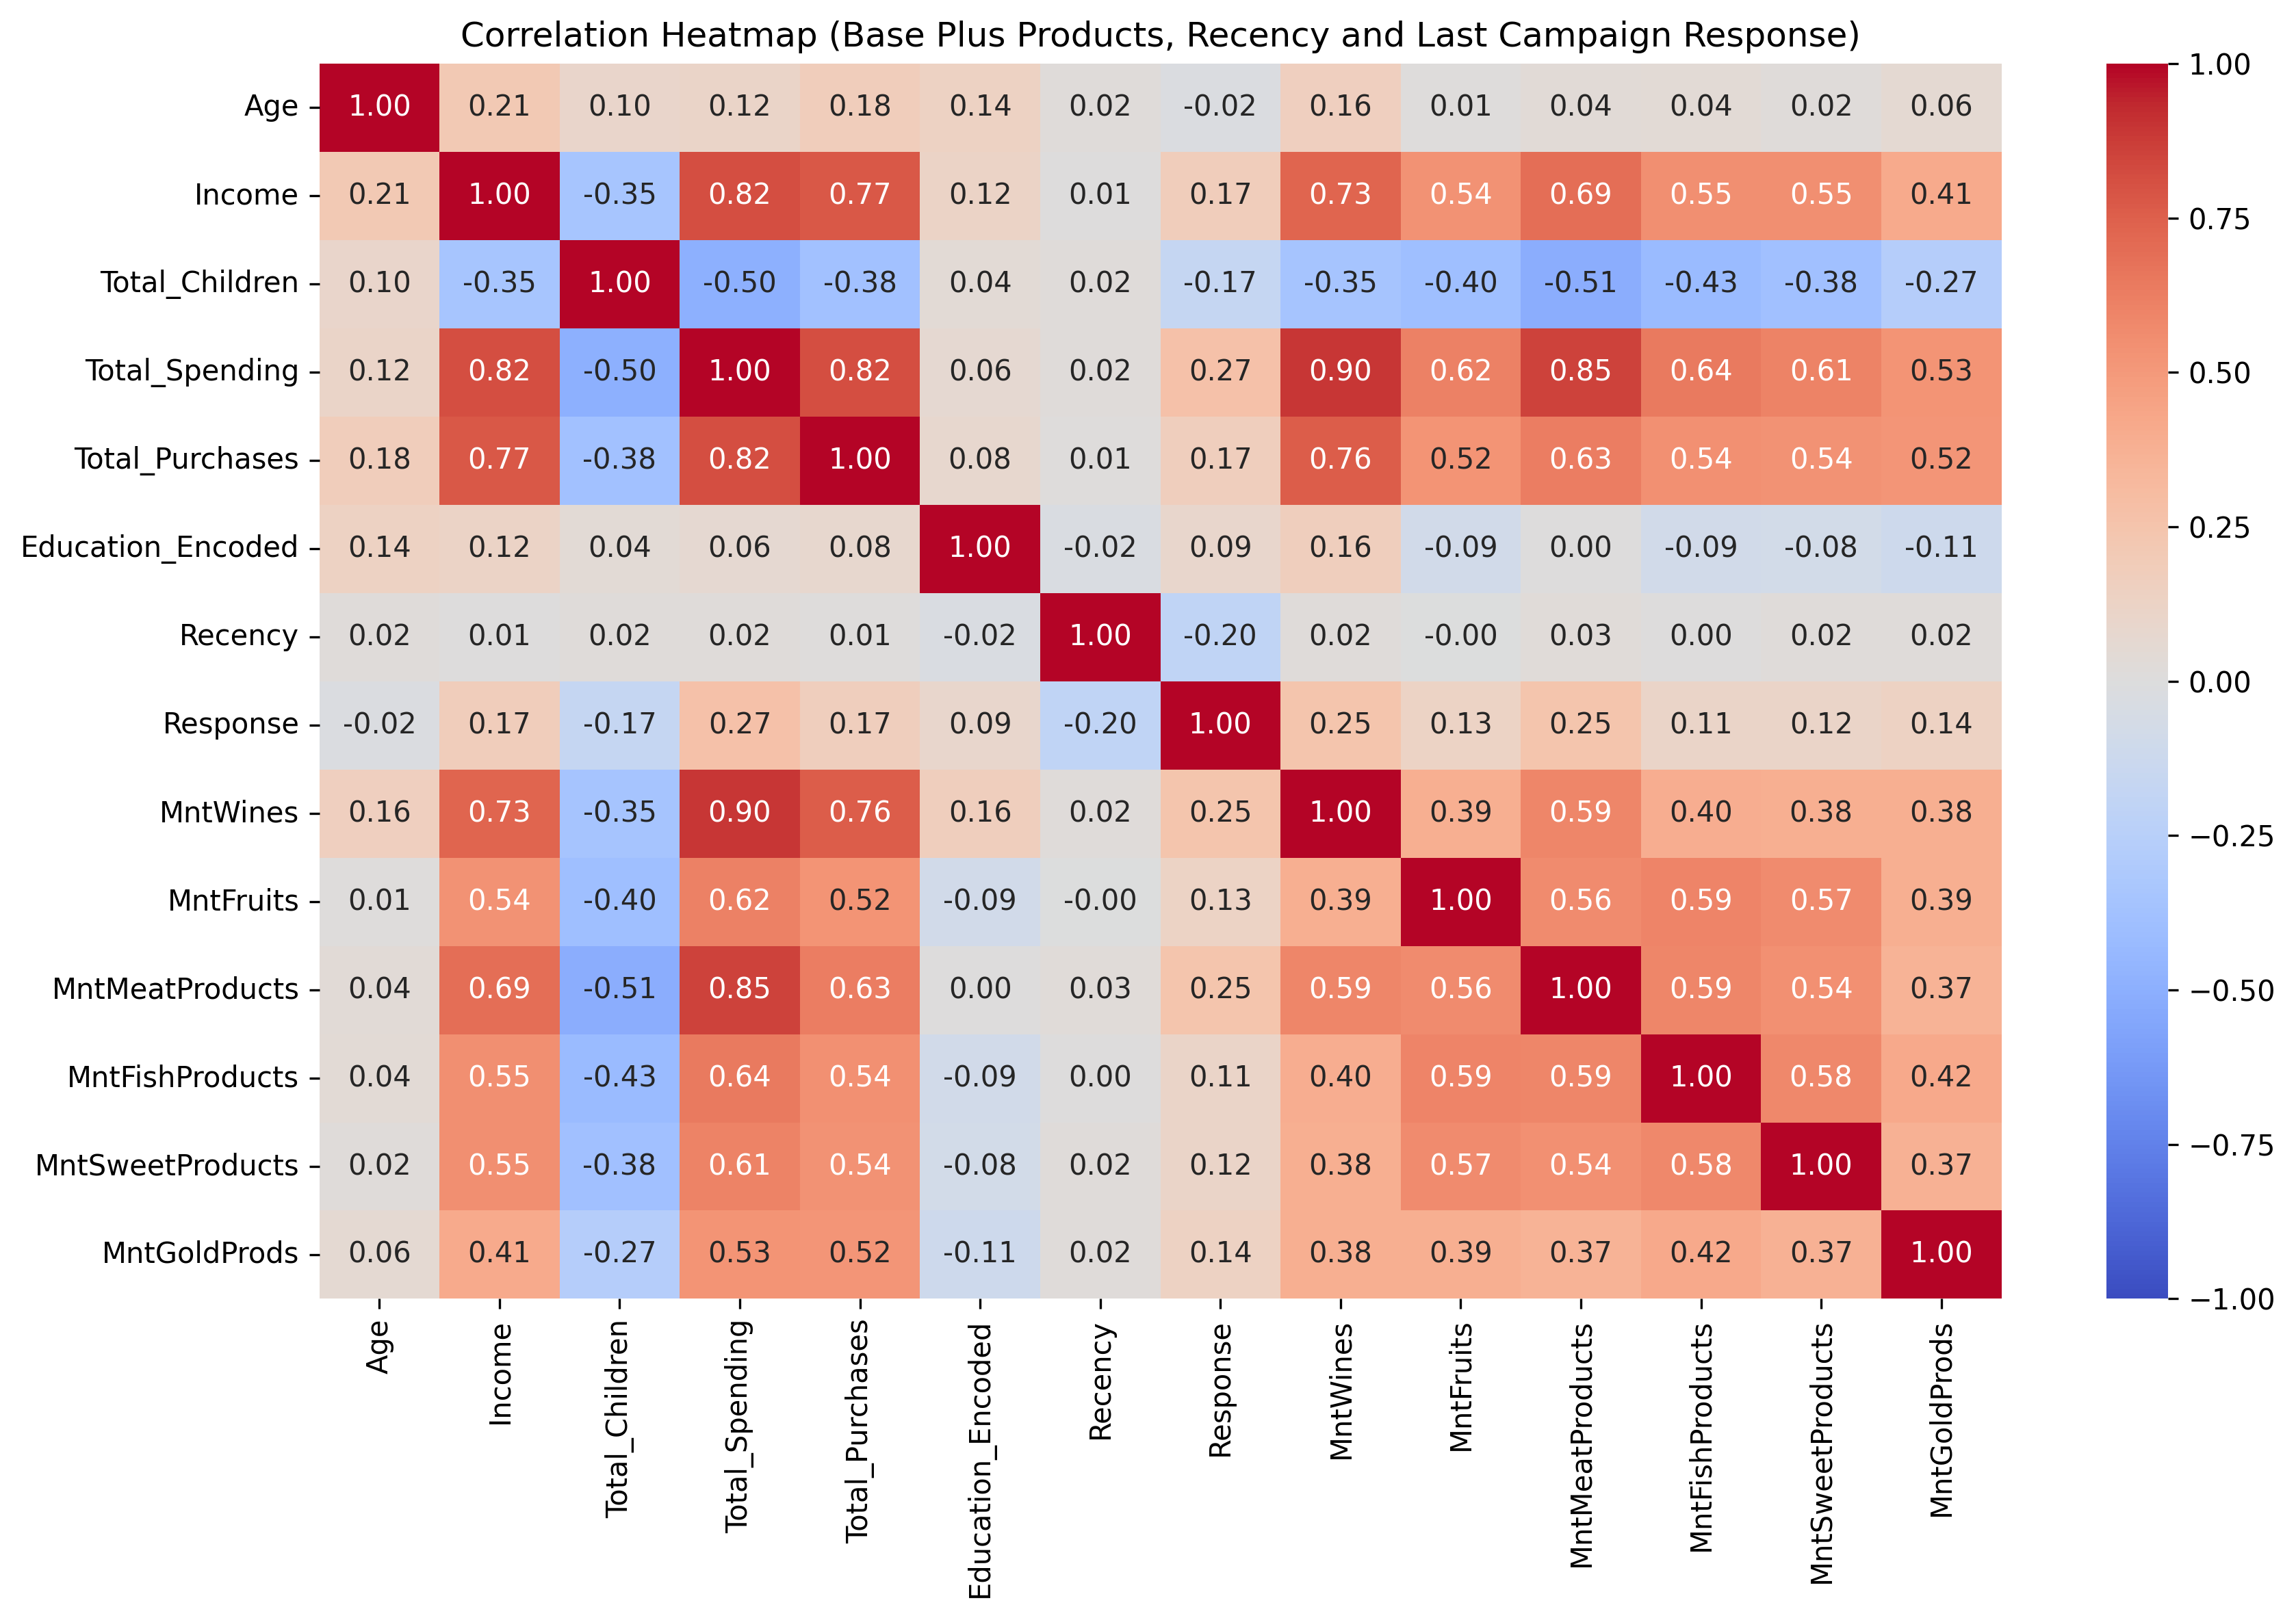 Correlation Heatmap (Base Plus Products, Recency and Last Campaign Response)
Age 1.00 0.21 0.10 0.12 0.18 0.14 0.02 -0.02 0.16 0.01 0.04 0.04 0.02 0.06
Income 0.21 1.00 -0.35 0.82 0.77 0.12 0.01 0.17 0.73 0.54 0.69 0.55 0.55 0.41
Total_Children 0.10 -0.35 1.00 -0.50 -0.38 0.04 0.02 -0.17 -0.35 -0.40 -0.51 -0.43 -0.38 -0.27
Total_Spending 0.12 0.82 -0.50 1.00 0.82 0.06 0.02 0.27 0.90 0.62 0.85 0.64 0.61 0.53
Total_Purchases 0.18 0.77 -0.38 0.82 1.00 0.08 0.01 0.17 0.76 0.52 0.63 0.54 0.54 0.52
Education_Encoded 0.14 0.12 0.04 0.06 0.08 1.00 -0.02 0.09 0.16 -0.09 0.00 -0.09 -0.08 -0.11
Recency 0.02 0.01 0.02 0.02 0.01 -0.02 1.00 -0.20 0.02 -0.00 0.03 0.00 0.02 0.02
Response -0.02 0.17 -0.17 0.27 0.17 0.09 -0.20 1.00 0.25 0.13 0.25 0.11 0.12 0.14
MntWines 0.16 0.73 -0.35 0.90 0.76 0.16 0.02 0.25 1.00 0.39 0.59 0.40 0.38 0.38
MntFruits 0.01 0.54 -0.40 0.62 0.52 -0.09 -0.00 0.13 0.39 1.00 0.56 0.59 0.57 0.39
MntMeatProducts 0.04 0.69 -0.51 0.85 0.63 0.00 0.03 0.25 0.59 0.56 1.00 0.59 0.54 0.37
MntFishProducts 0.04 0.55 -0.43 0.64 0.54 -0.09 0.00 0.11 0.40 0.59 0.59 1.00 0.58 0.42
MntSweetProducts 0.02 0.55 -0.38 0.61 0.54 -0.08 0.02 0.12 0.38 0.57 0.54 0.58 1.00 0.37
MntGoldProds 0.06 0.41 -0.27 0.53 0.52 -0.11 0.02 0.14 0.38 0.39 0.37 0.42 0.37 1.00
Age
Income
Total_Children
Total_Spending
Total_Purchases
Education_Encoded
Recency
Response
MntWines
MntFruits
MntMeatProducts
MntFishProducts
MntSweetProducts
MntGoldProds
1.00
0.75
0.50
0.25
0.00
−0.25
−0.50
−0.75
−1.00